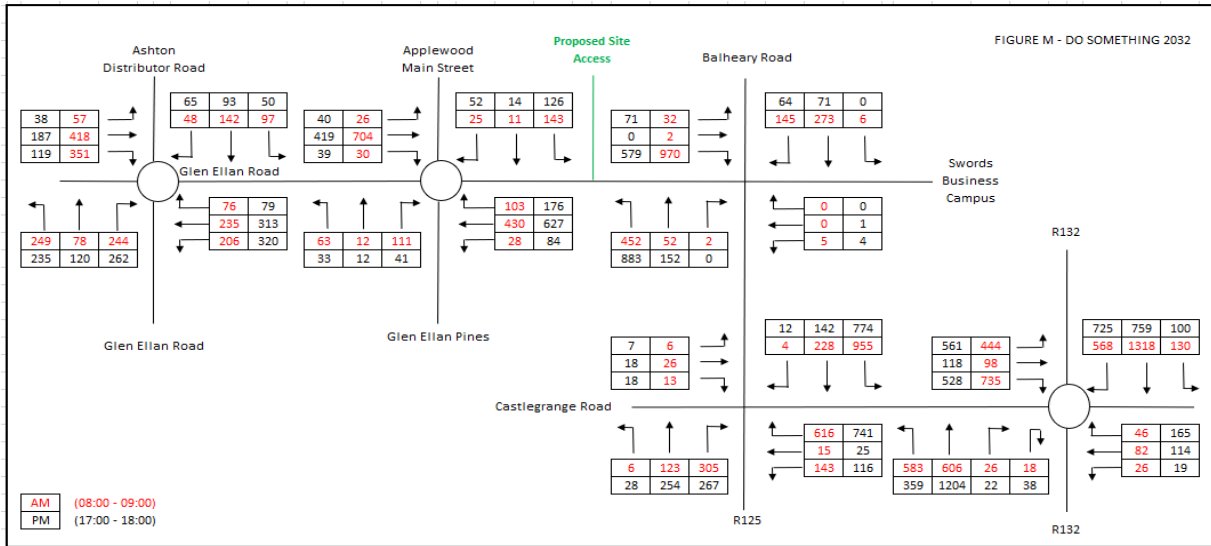 FIGURE M - DO SOMETHING 2032
Ashton
Distributor Road
Applewood
Main Street
Proposed Site
Access
Balheary Road
65 93 50
48 142 97
38 57
187 418
119 351
52 14 126
25 11 143
40 26
419 704
39 30
64 71 0
145 273 6
71 32
0 2
579 970
Glen Ellan Road
Swords
Business
Campus
249 78 244
235 120 262
76 79
235 313
206 320
63 12 111
33 12 41
103 176
430 627
28 84
452 52 2
883 152 0
0 0
0 1
5 4
R132
Glen Ellan Road
Glen Ellan Pines
12 142 774
4 228 955
7 6
18 26
18 13
725 759 100
568 1318 130
561 444
118 98
528 735
Castlegrange Road
6 123 305
28 254 267
616 741
15 25
143 116
583 606 26 18
359 1204 22 38
46 165
82 114
26 19
AM (08:00 - 09:00)
PM (17:00 - 18:00)
R125
R132